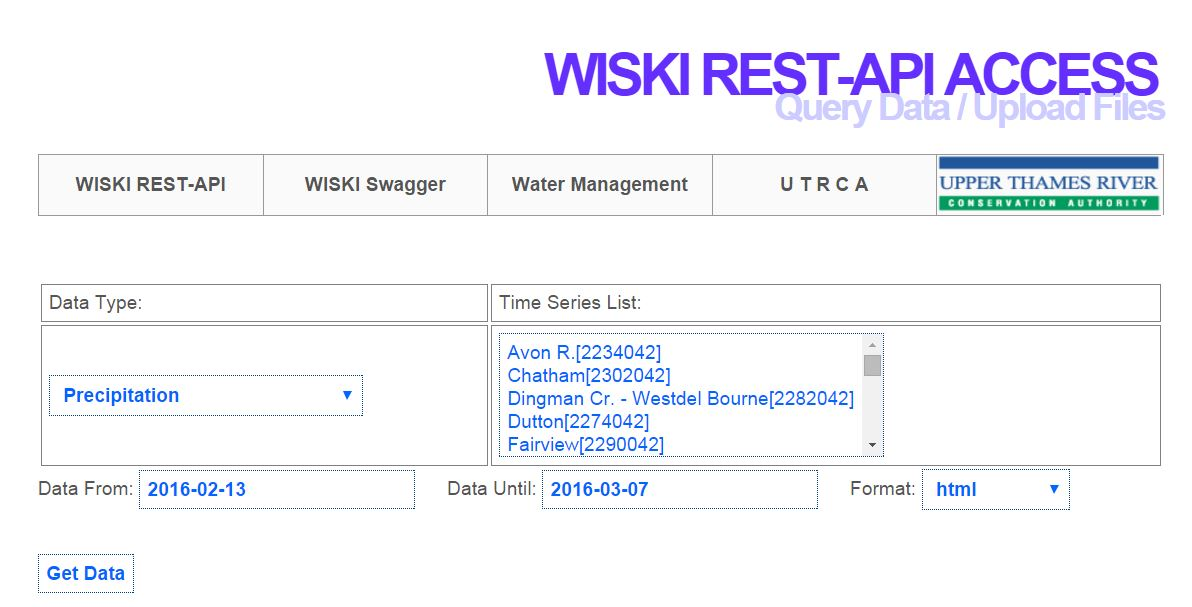 WISKI REST-API ACCESS
Query Data / Upload Files
WISKI REST-API WISKI Swagger Water Management U T R C A UPPER THAMES RIVER
CONSERVATION AUTHORITY
Data Type: Time Series List:
Precipitation
Avon R.[2234042]
Chatham[2302042]
Dingman Cr. - Westdel Bourne[2282042]
Dutton[2274042]
Fairview[2290042]
Data From: 2016-02-13 Data Until: 2016-03-07 Format: html
Get Data